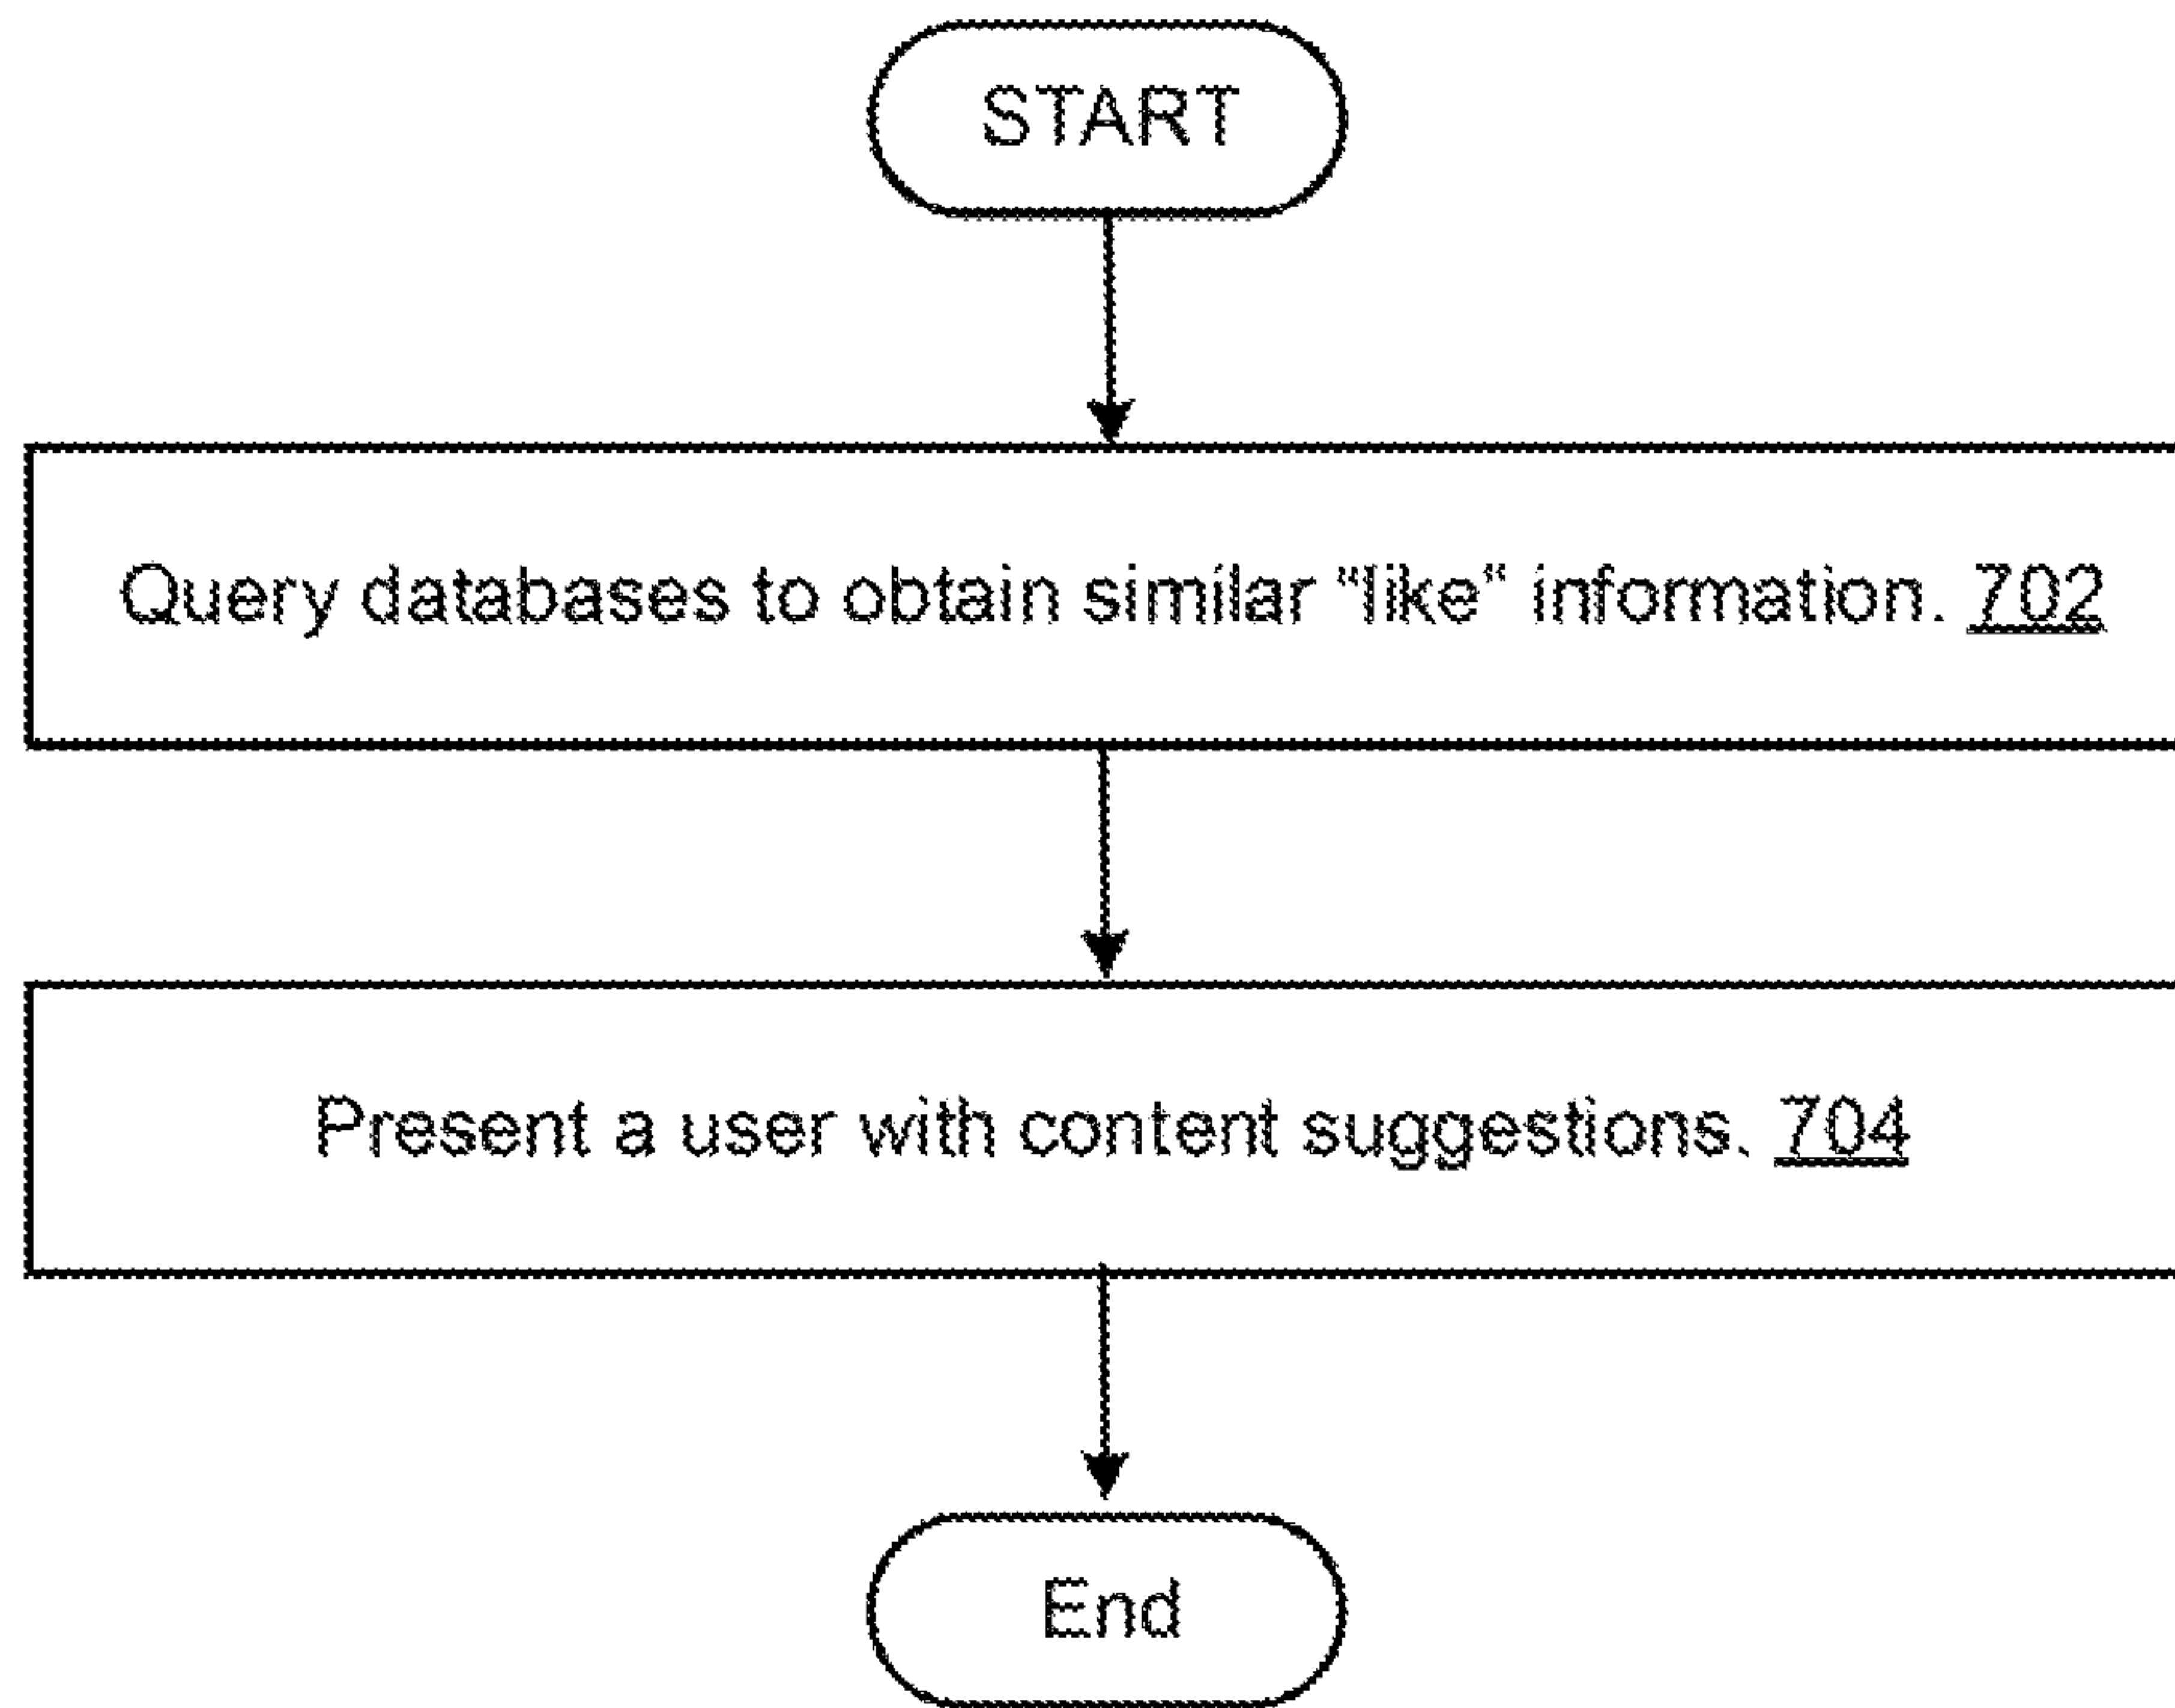 START
Query databases to obtain similar “like” information. 702
Present a user with content suggestions. 704
End